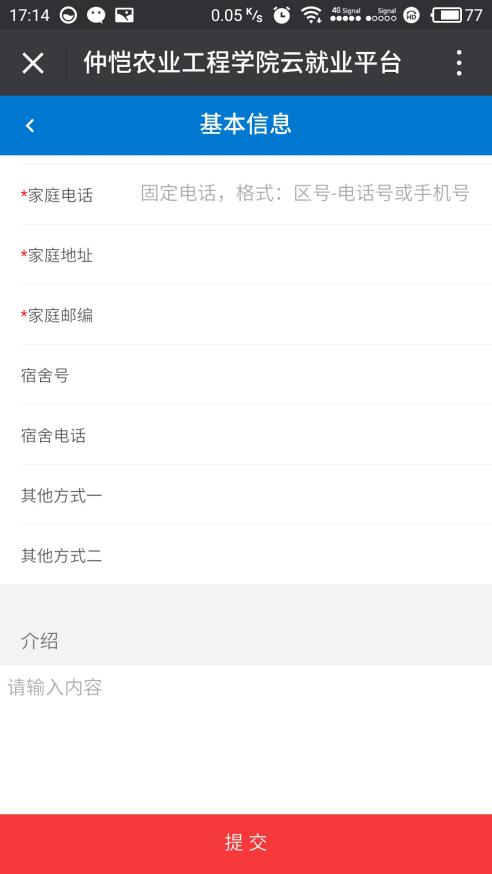 17:14 0.05 K/s 4G Signal Signal HD 77
仲恺农业工程学院云就业平台
基本信息
*家庭电话 固定电话，格式：区号-电话号或手机号
*家庭地址
*家庭邮编
宿舍号
宿舍电话
其他方式一
其他方式二
介绍
请输入内容
提交